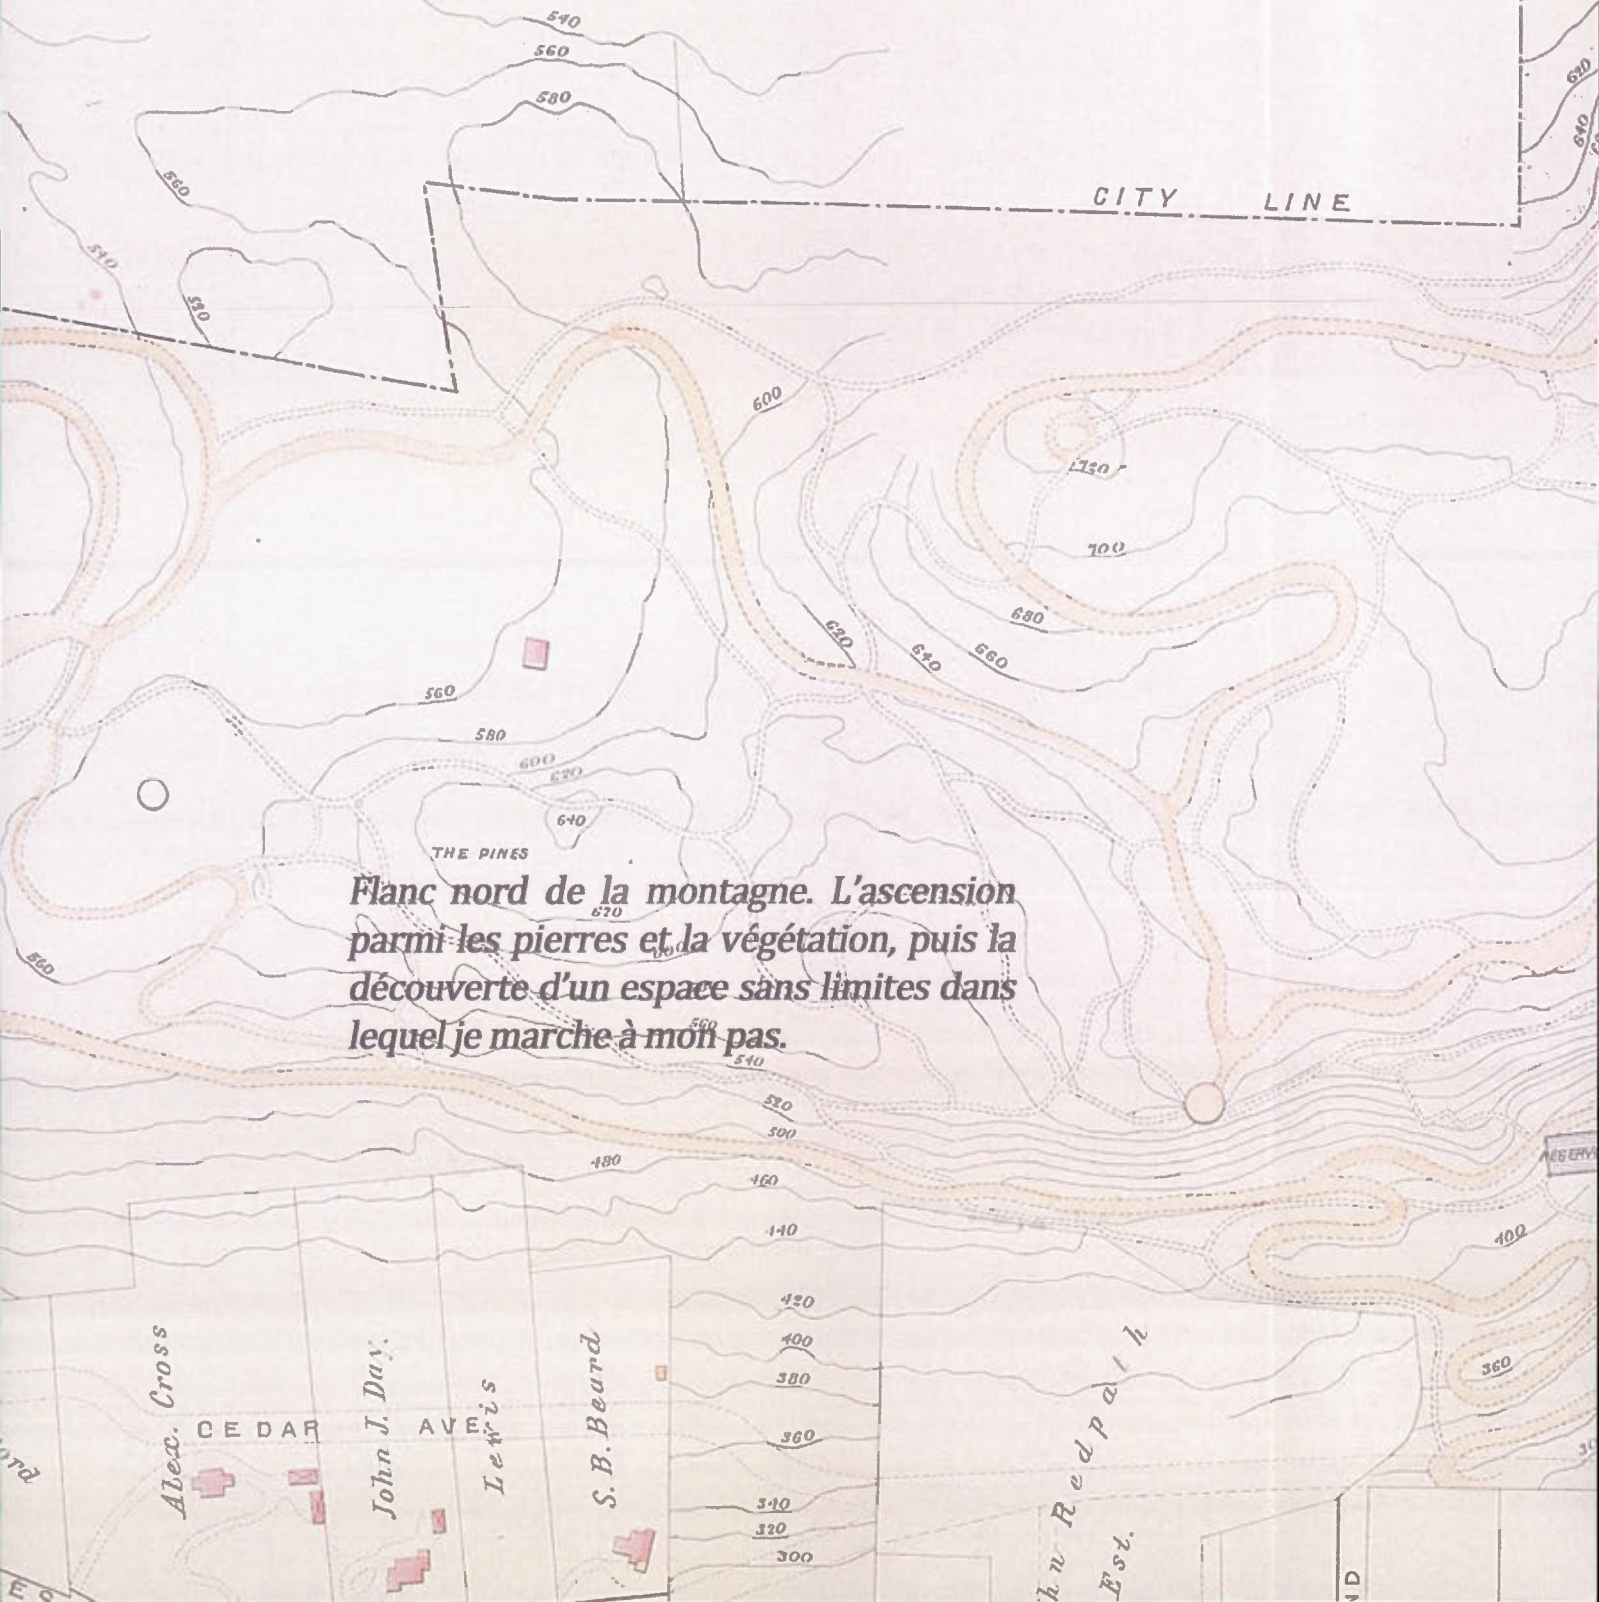 540
560
580
620
640
560
CITY LINE
540
520
600
720
700
680
620
640
660
560
580
600
620
640
THE PINES
Flanc nord de la montagne. L'ascension
620
parmi les pierres et la végétation, puis la
560
découverte d'un espace sans limites dans
lequel je marche à mon pas.
560
540
520
500
480
460
440
400
420
400
380
360
360
340
320
300
Alex. Cross
CEDAR AVE.
John J. Day.
Lewis
S. B. Beard
Redpath
Est.